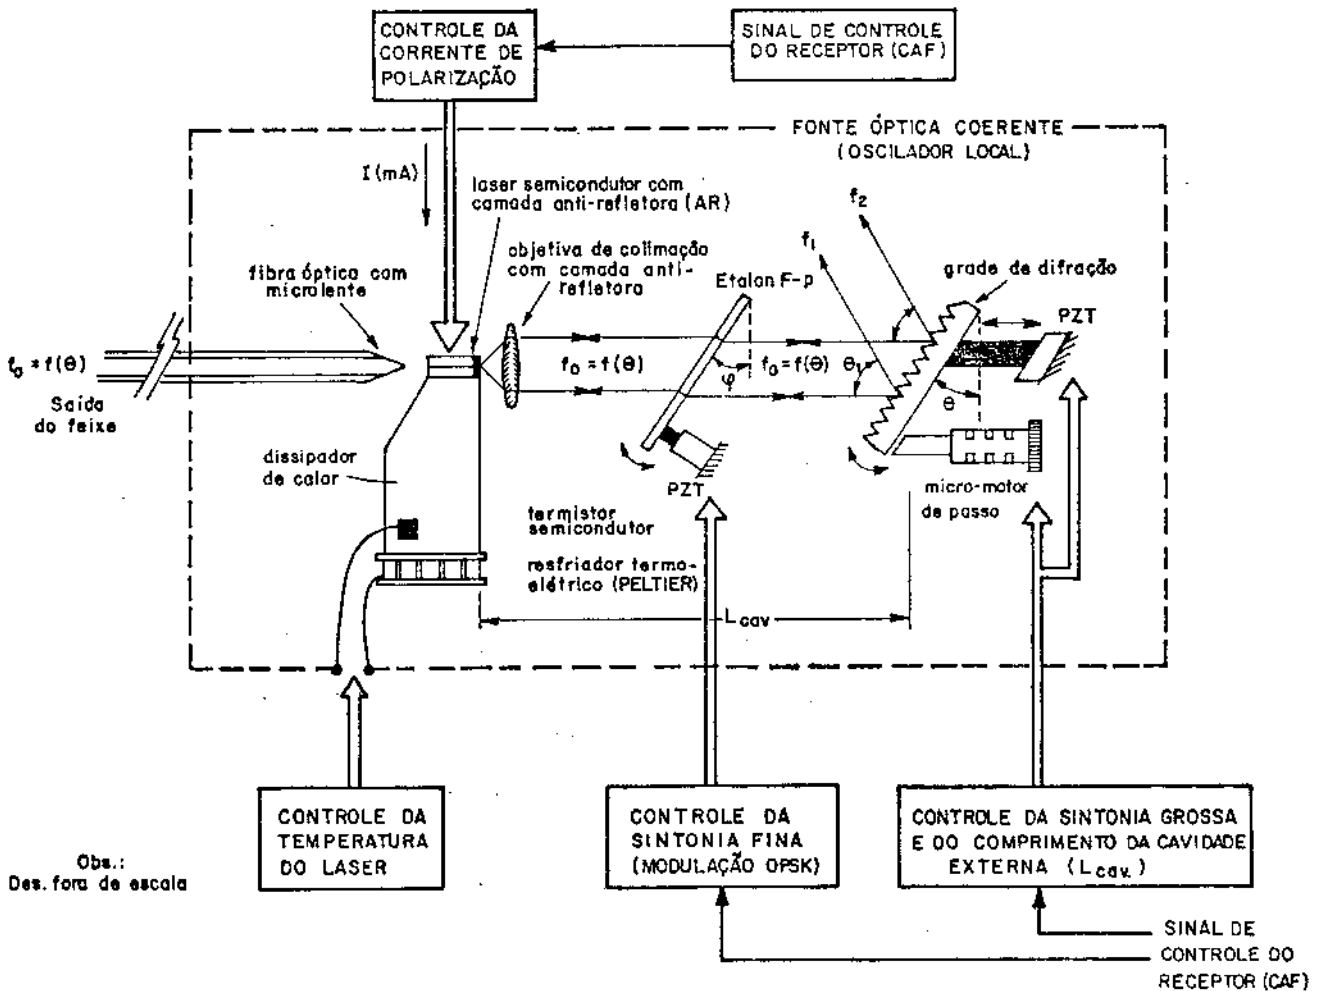 CONTROLE DA
CORRENTE DE
POLARIZAÇÃO
SINAL DE CONTROLE
DO RECEPTOR (CAF)
FONTE ÓPTICA COERENTE
(OSCILADOR LOCAL)
I (mA)
laser semicondutor com
camada anti-refletora (AR)
objetiva de colimação
com camada anti-
refletora
fibra óptica com
microlente
f₁
f₂
grade de difração
Etalon F-P
PZT
f₀ = f(θ)
Saída
do feixe
f₀ = f(θ)
φ
f₀ = f(θ)
θ₁
θ
dissipador
de calor
PZT
micro-motor
de passo
termistor
semicondutor
resfriador termo-
elétrico (PELTIER)
L cav
CONTROLE DA
TEMPERATURA
DO LASER
CONTROLE DA
SINTONIA FINA
(MODULAÇÃO OPSK)
CONTROLE DA SINTONIA GROSSA
E DO COMPRIMENTO DA CAVIDADE
EXTERNA (L cav.)
Obs.:
Des. fora de escala
SINAL DE
CONTROLE DO
RECEPTOR (CAF)